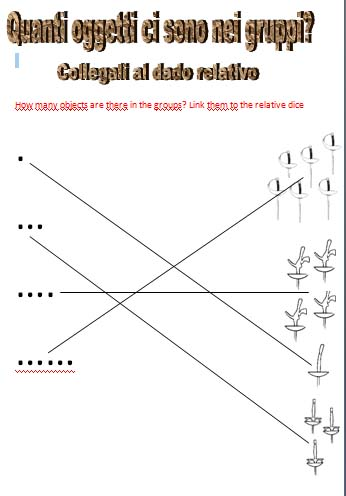 Quanti oggetti ci sono nei gruppi?
Collegali al dado relativo
How many objects are there in the groups? Link them to the relative dice
.
...
....
......